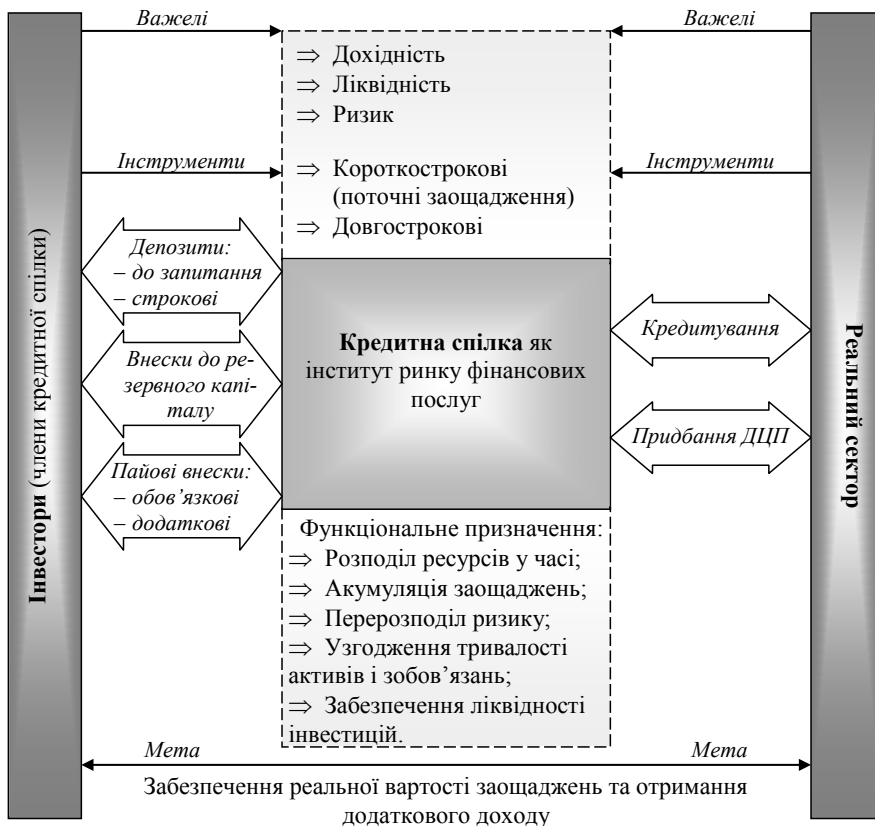 Важелі
Важелі
⇒ Дохідність
⇒ Ліквідність
⇒ Ризик
Інструменти
Інструменти
⇒ Короткострокові
(поточні заощадження)
⇒ Довгострокові
Інвестори (члени кредитної спілки)
Депозити:
– до запитання
– строкові
Внески до ре-
зервного капі-
талу
Пайові внески:
– обов’язкові
– додаткові
Кредитна спілка як
інститут ринку фінансових
послуг
Кредитування
Придбання ДЦП
Реальний сектор
Функціональне призначення:
⇒ Розподіл ресурсів у часі;
⇒ Акумуляція заощаджень;
⇒ Перерозподіл ризику;
⇒ Узгодження тривалості
активів і зобов’язань;
⇒ Забезпечення ліквідності
інвестицій.
Мета
Мета
Забезпечення реальної вартості заощаджень та отримання
додаткового доходу